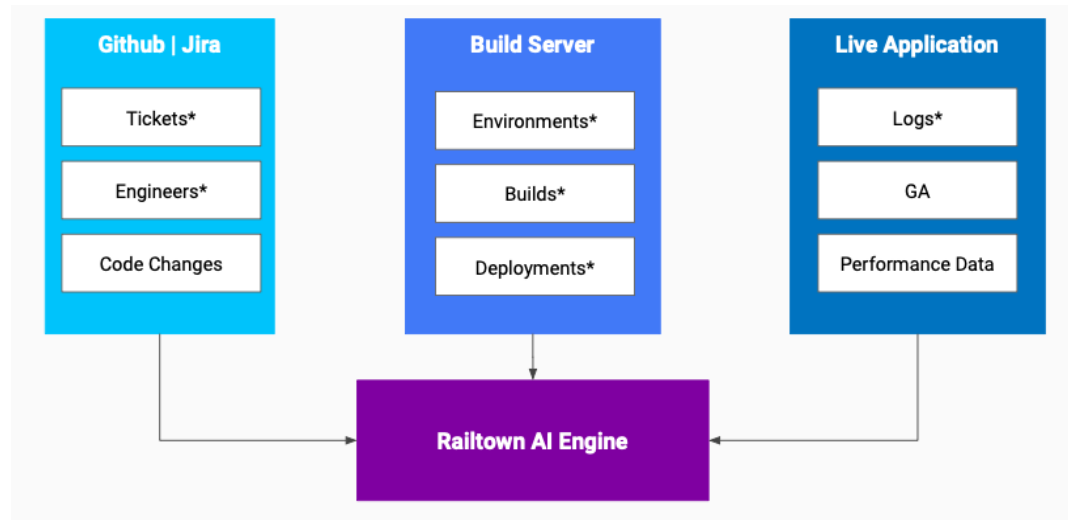 Github | Jira
Tickets*
Engineers*
Code Changes
Build Server
Environments*
Builds*
Deployments*
Live Application
Logs*
GA
Performance Data
Railtown AI Engine